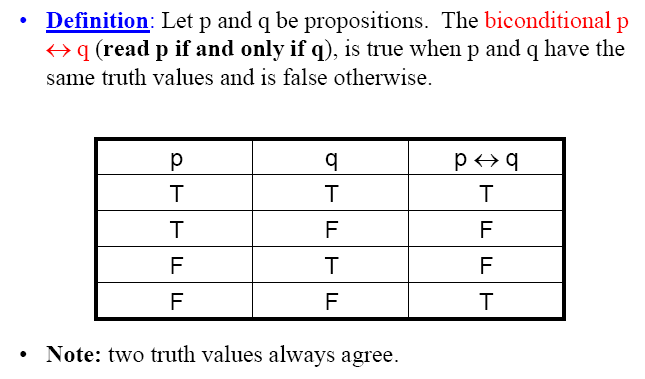 • Definition: Let p and q be propositions. The biconditional p
↔ q (read p if and only if q), is true when p and q have the
same truth values and is false otherwise.
p q p ↔ q
T T T
T F F
F T F
F F T
• Note: two truth values always agree.